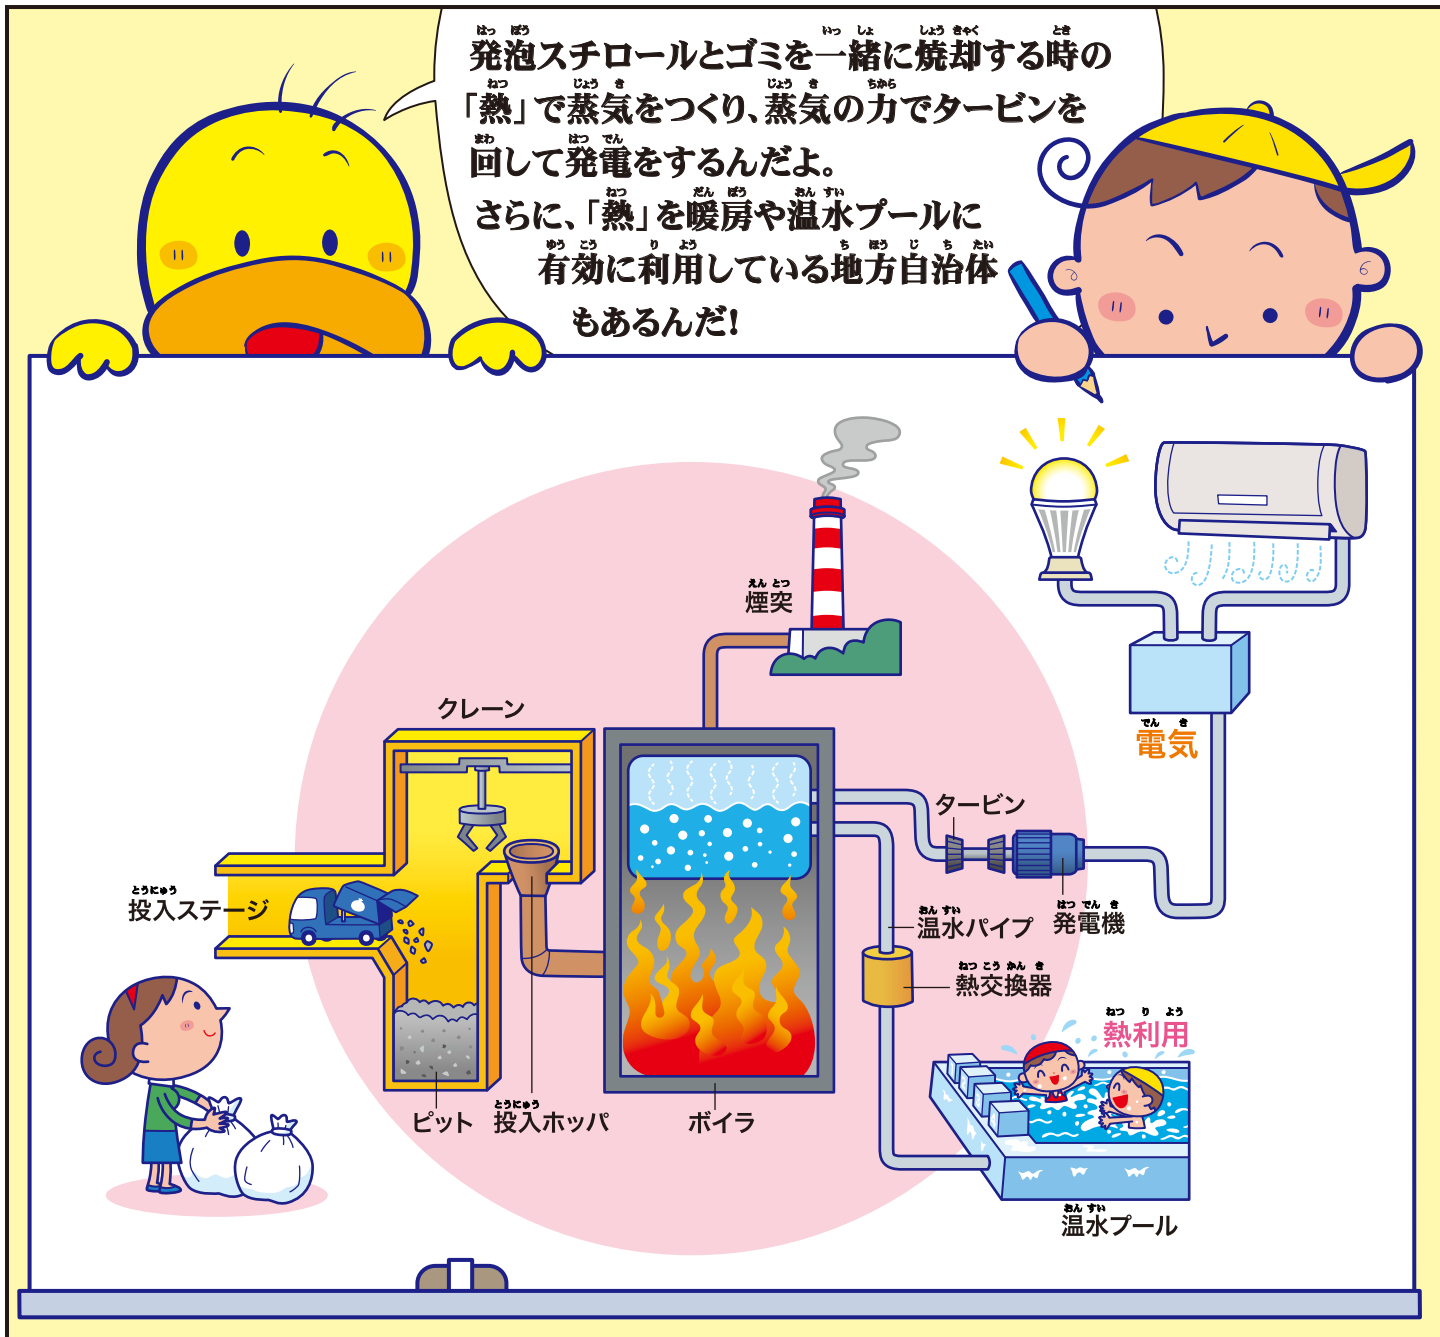 発泡スチロールとゴミを一緒に焼却する時の
「熱」で蒸気をつくり、蒸気の力でタービンを
回して発電をするんだよ。
さらに、「熱」を暖房や温水プールに
有効に利用している地方自治体
もあるんだ!
煙突
クレーン
電気
タービン
投入ステージ
温水パイプ
発電機
熱交換器
熱利用
ピット
投入ホッパ
ボイラ
温水プール